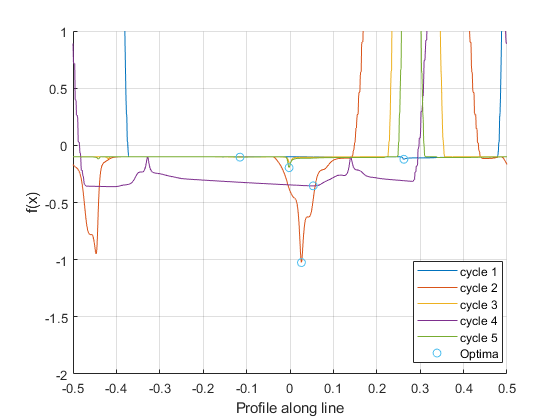 1
0.5
0
-0.5
-1
-1.5
-2
f(x)
-0.5 -0.4 -0.3 -0.2 -0.1 0 0.1 0.2 0.3 0.4 0.5
Profile along line
cycle 1
cycle 2
cycle 3
cycle 4
cycle 5
Optima